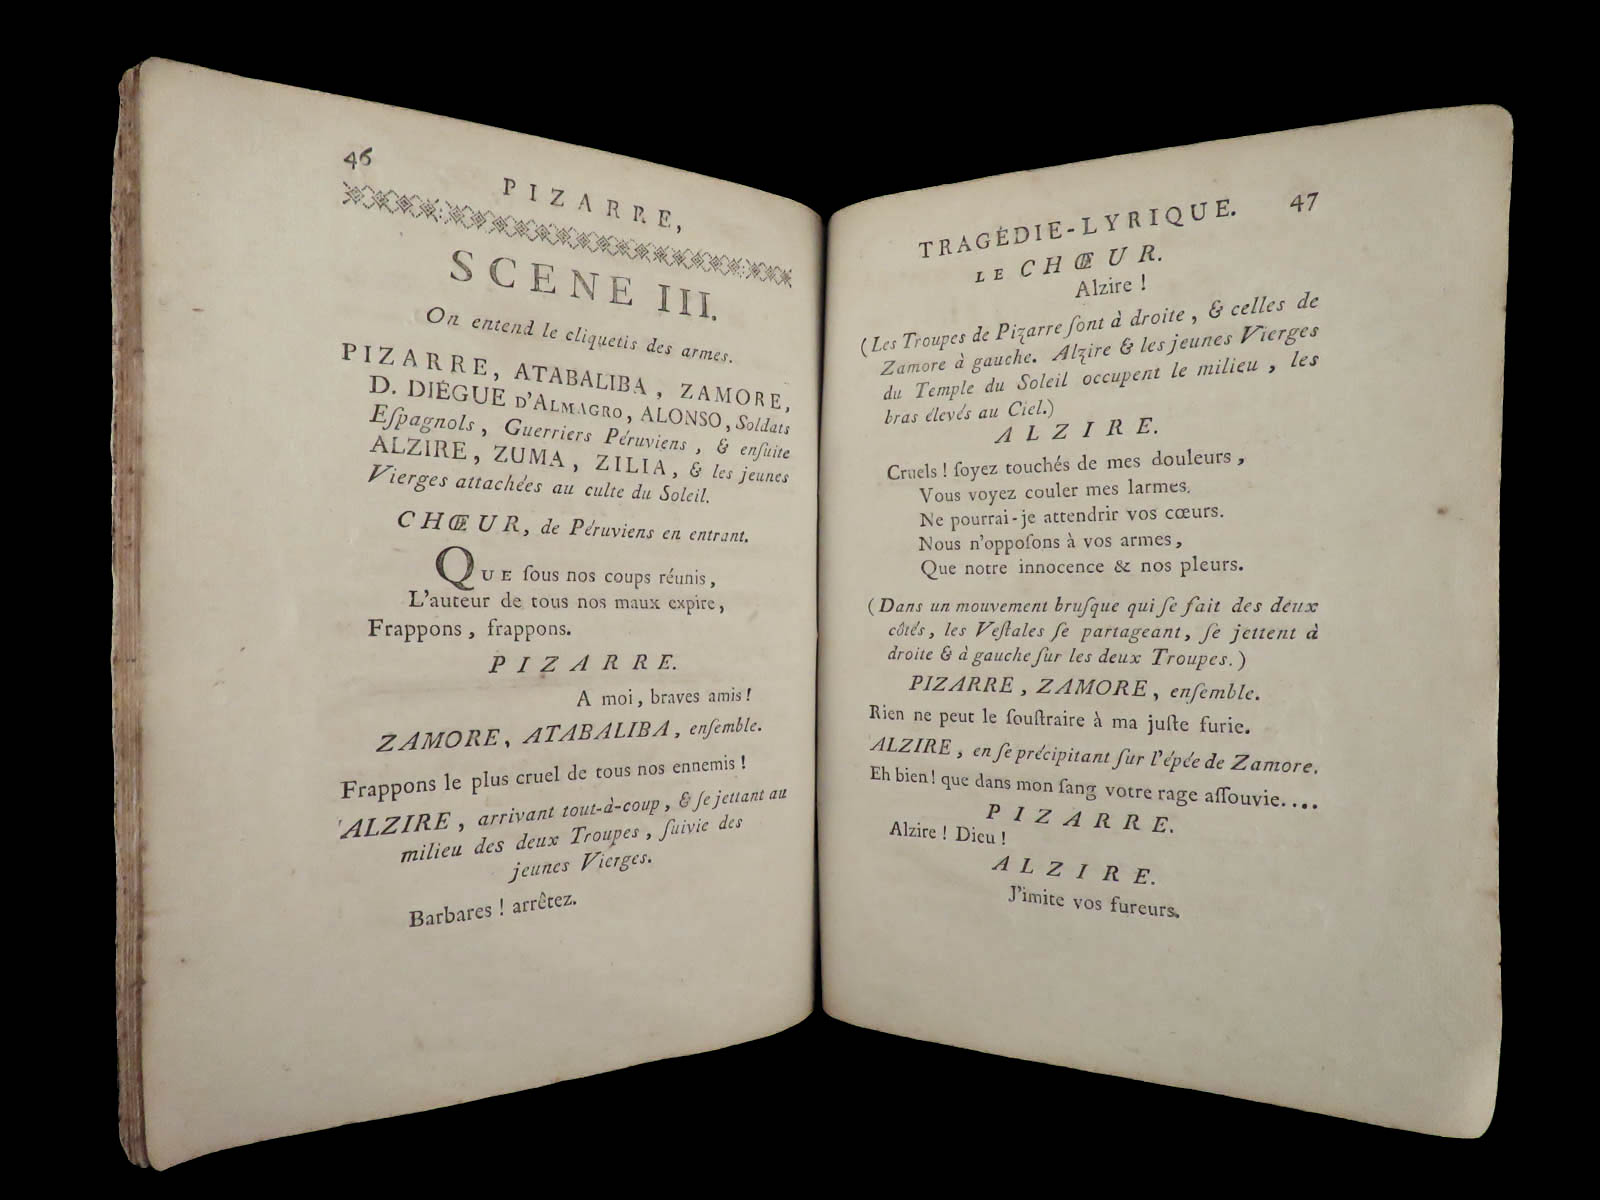 46
PIZARRE,
SCENE III.
On entend le cliquetis des armes.
PIZARRE, ATABALIBA, ZAMORE,
D. DIÉGUE D'ALMAGRO, ALONSO, Soldats
Eſpagnols, Guerriers Péruviens, & enſuite
ALZIRE, ZUMA, ZILIA, & les jeunes
Vierges attachées au culte du Soleil.
CHŒUR, de Péruviens en entrant.
QUE ſous nos coups réunis,
L'auteur de tous nos maux expire,
Frappons, frappons.
PIZARRE.
A moi, braves amis!
ZAMORE, ATABALIBA, enſemble.
Frappons le plus cruel de tous nos ennemis!
ALZIRE, arrivant tout-à-coup, & ſe jettant au
milieu des deux Troupes, ſuivie des
jeunes Vierges.
Barbares! arrêtez.
TRAGÉDIE-LYRIQUE. 47
LE CHŒUR.
Alzire!
(Les Troupes de Pizarre ſont à droite, & celles de
Zamore à gauche. Alzire & les jeunes Vierges
du Temple du Soleil occupent le milieu, les
bras élevés au Ciel.)
ALZIRE.
Cruels! ſoyez touchés de mes douleurs,
Vous voyez couler mes larmes.
Ne pourrai-je attendrir vos cœurs.
Nous n'oppoſons à vos armes,
Que notre innocence & nos pleurs.
(Dans un mouvement bruſque qui ſe fait des deux
côtés, les Veſtales ſe partageant, ſe jettent à
droite & à gauche ſur les deux Troupes.)
PIZARRE, ZAMORE, enſemble.
Rien ne peut le ſouſtraire à ma juſte furie.
ALZIRE, en ſe précipitant ſur l'épée de Zamore.
Eh bien! que dans mon ſang votre rage aſſouvie....
PIZARRE.
Alzire! Dieu!
ALZIRE.
J'imite vos fureurs.